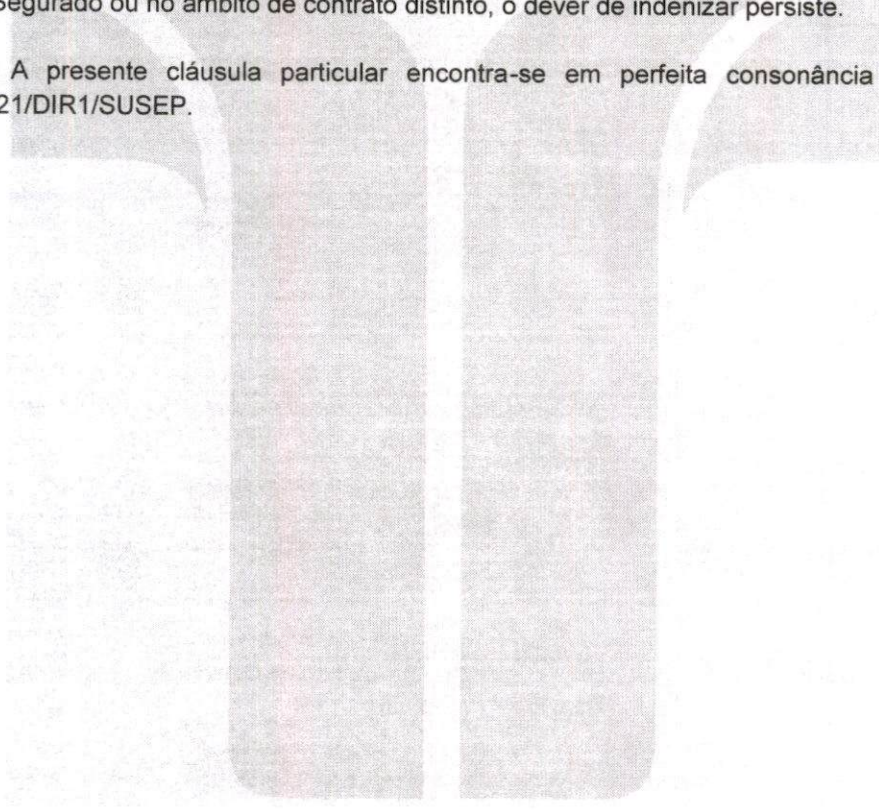 segurado ou no âmbito de contrato distinto, o dever de indenizar persiste.
A presente cláusula particular encontra-se em perfeita consonância
21/DIR1/SUSEP.